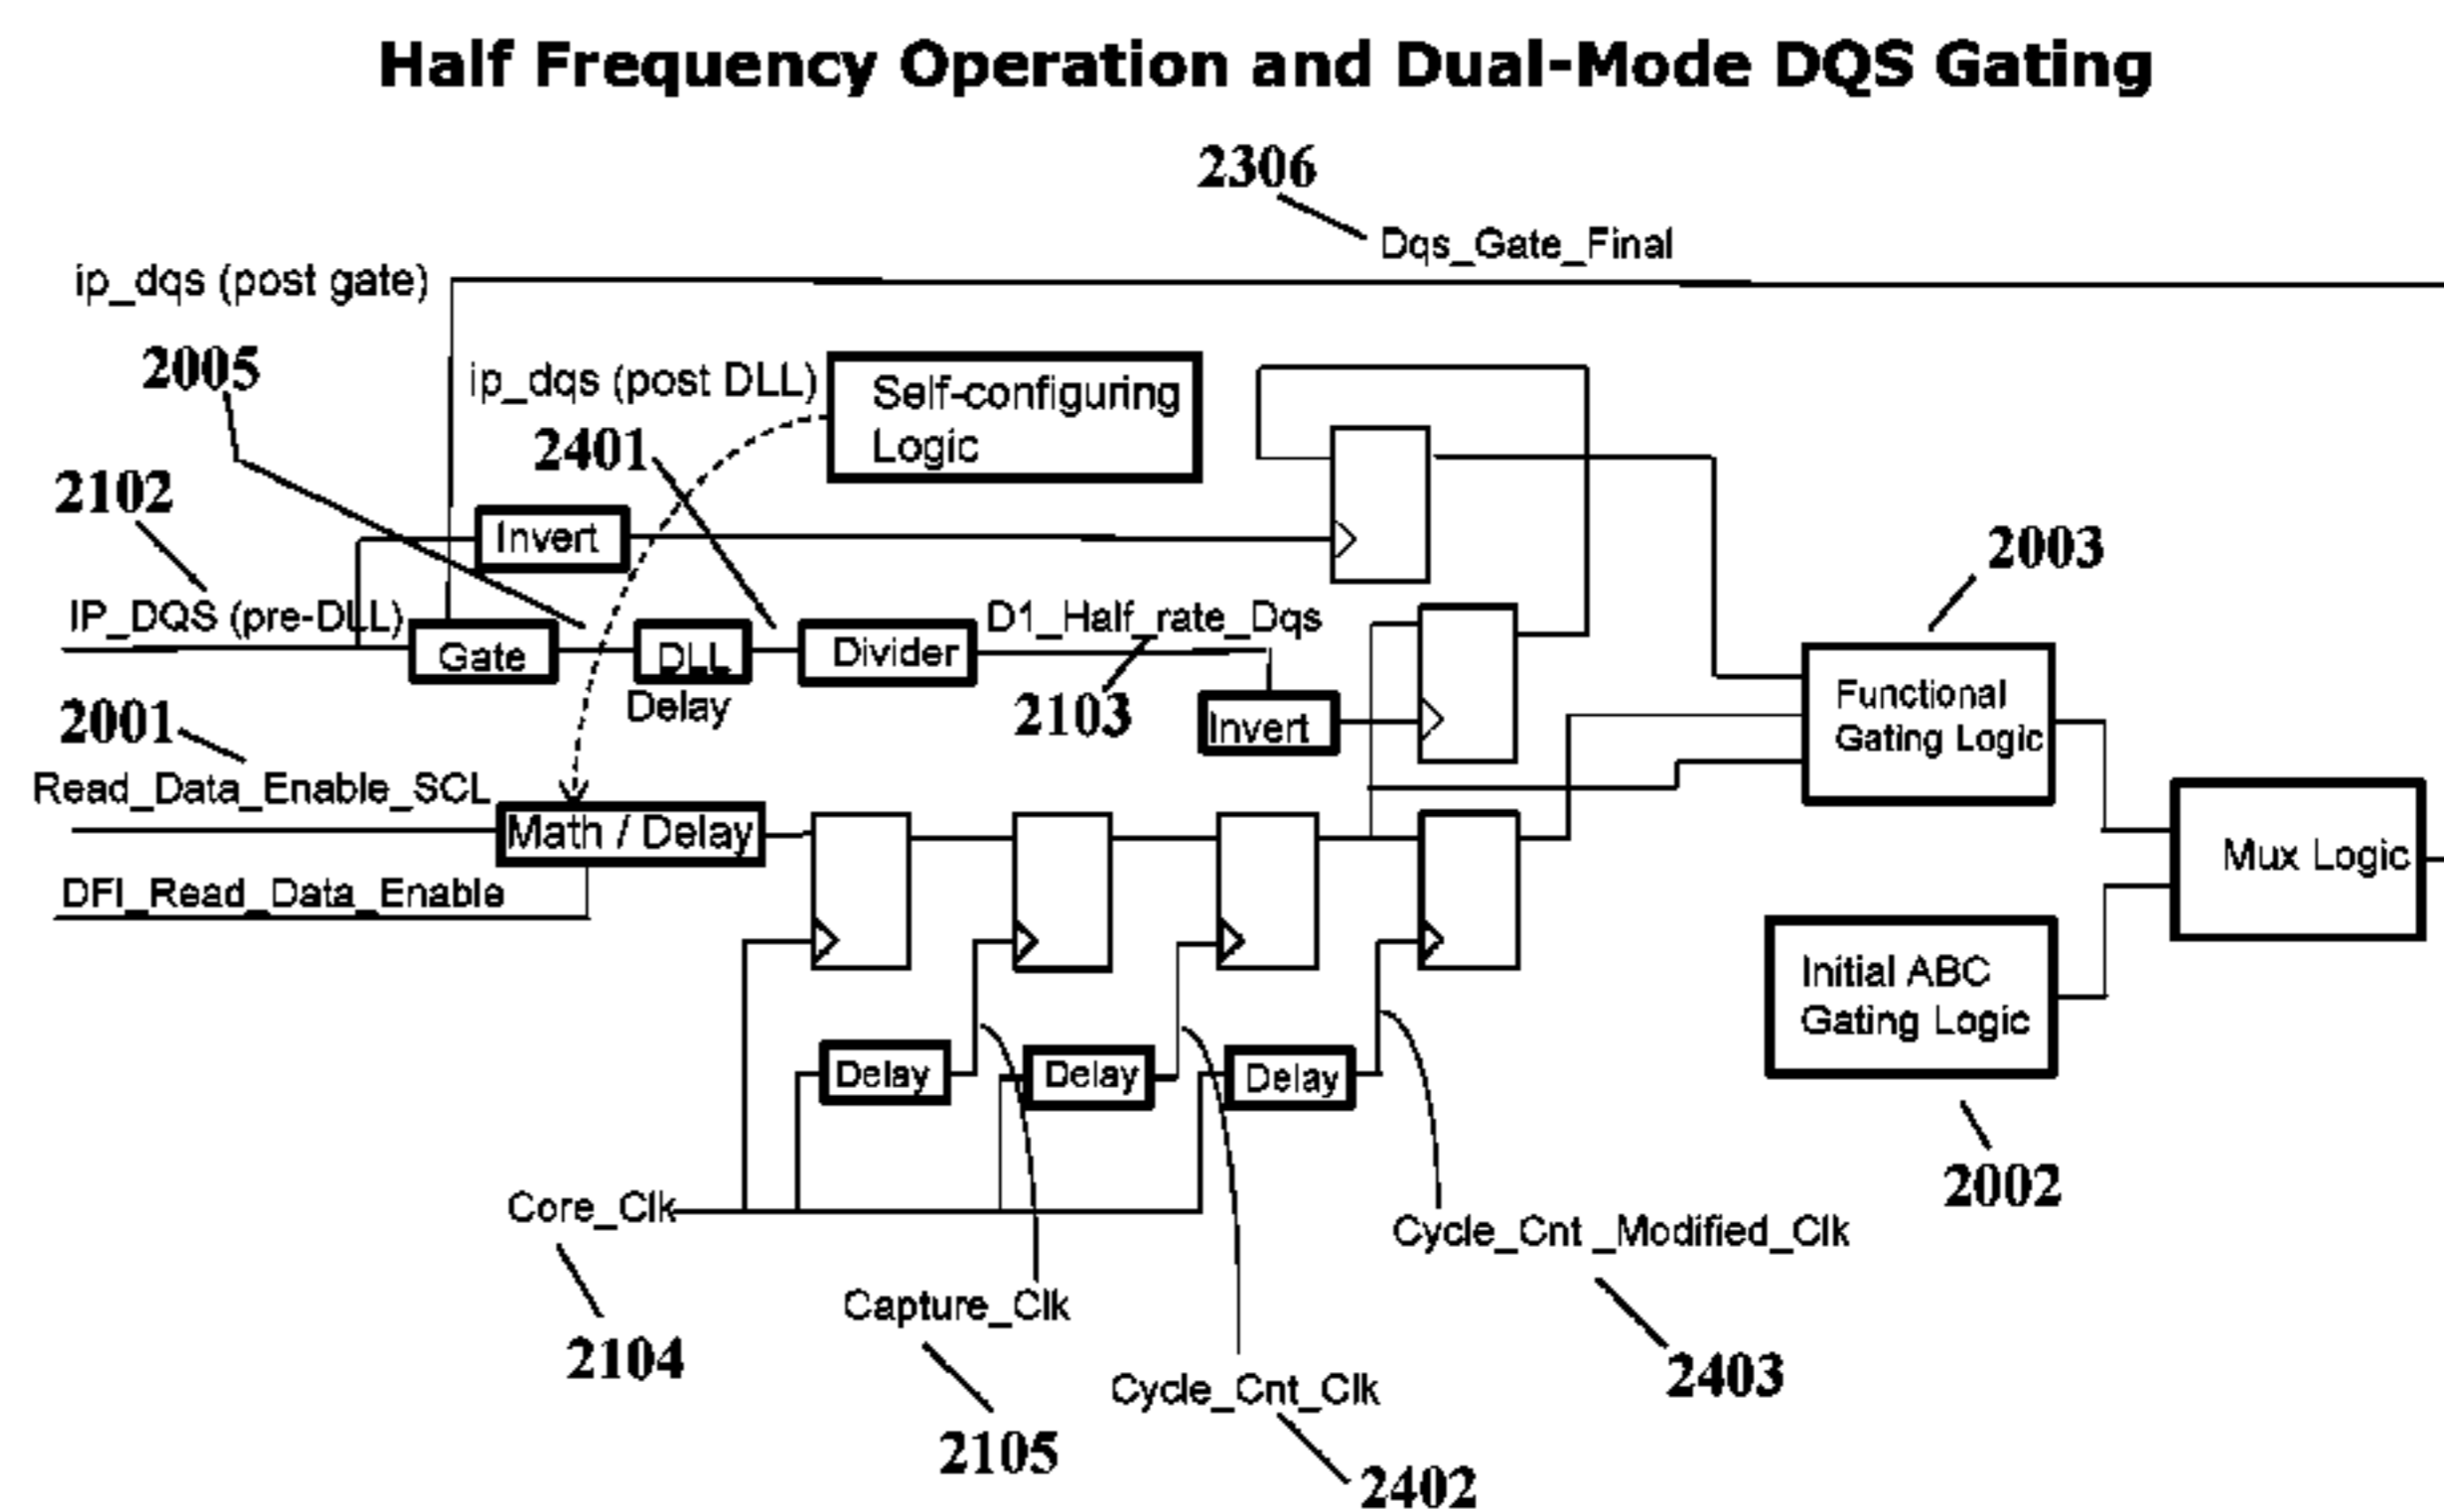 Half Frequency Operation and Dual-Mode DQS Gating
2306
Dqs_Gate_Final
ip_dqs (post gate)
2005
ip_dqs (post DLL)
Self-configuring
Logic
2401
2102
Invert
2003
IP_DQS (pre-DLL)
Gate
DLL
Delay
Divider
D1_Half_rate_Dqs
2103
Invert
Functional
Gating Logic
2001
Read_Data_Enable_SCL
Math / Delay
Mux Logic
DFI_Read_Data_Enable
Initial ABC
Gating Logic
Delay
Delay
Delay
2002
Core_Clk
Cycle_Cnt _Modified_Clk
2104
Capture_Clk
2403
Cycle_Cnt_Clk
2105
2402